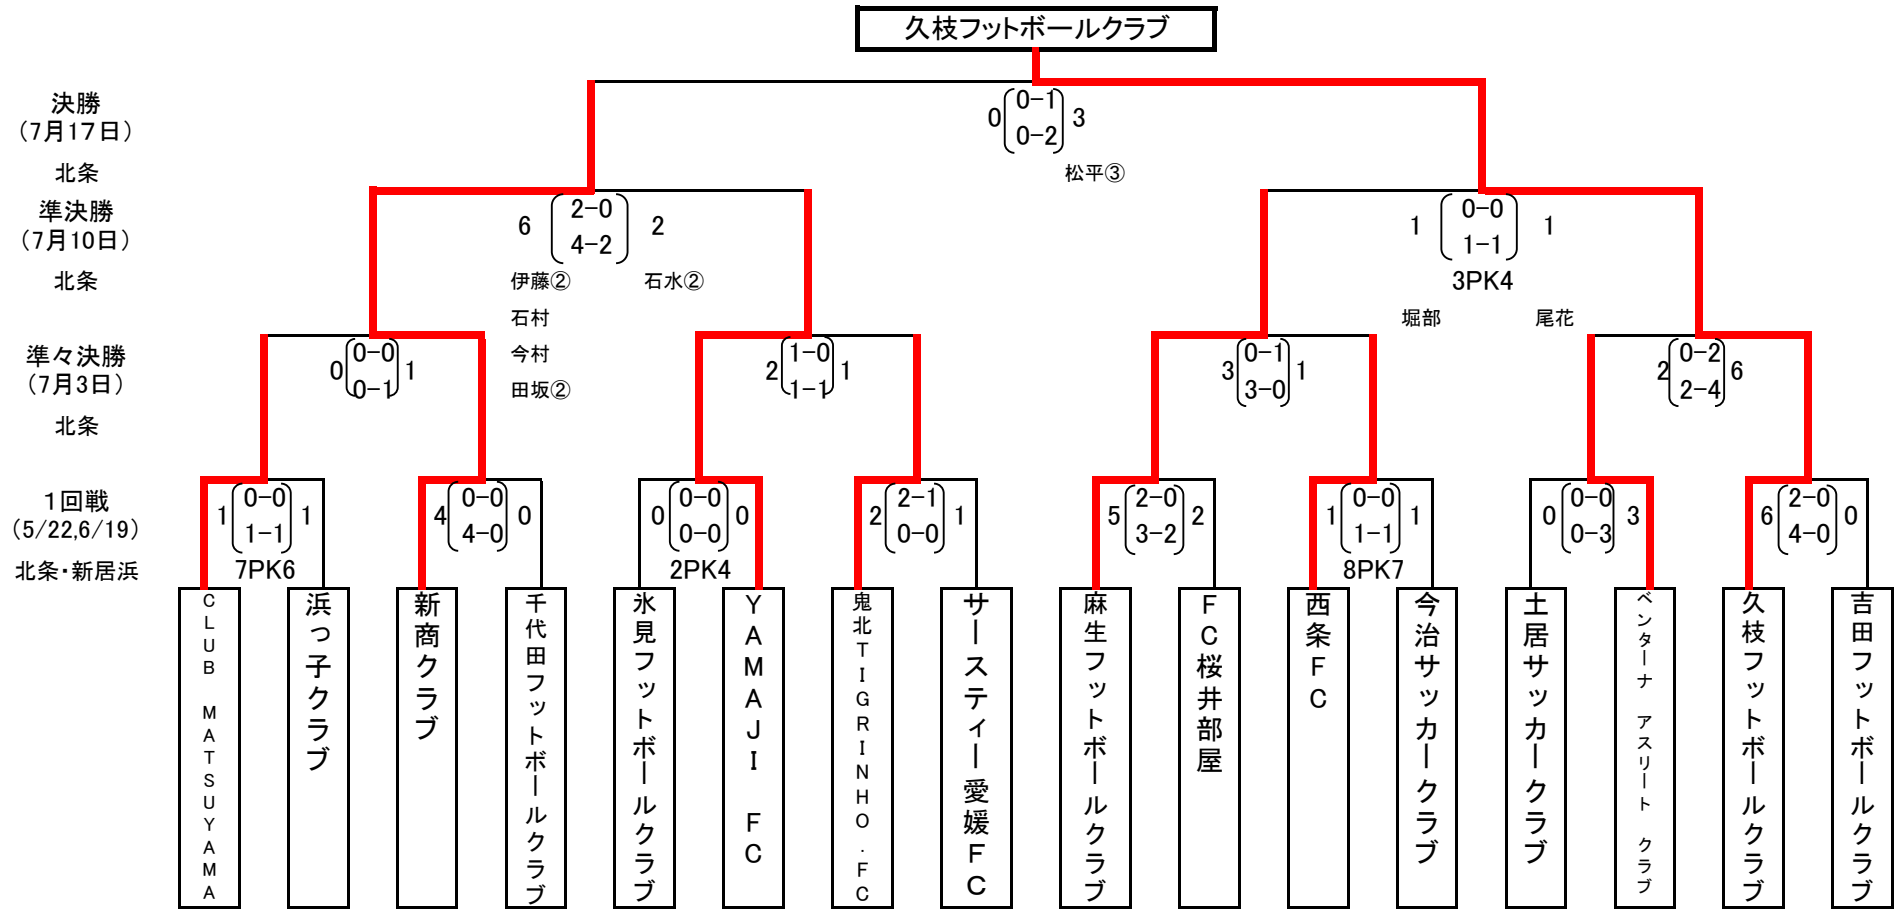 久枝フットボールクラブ
決勝
（7月17日）
北条
0 0-1 3
0-2
松平③
準決勝
（7月10日）
北条
6 2-0 2
4-2
伊藤② 石水②
石村
今村
田坂②
1 0-0 1
1-1
3PK4
堀部 尾花
準々決勝
（7月3日）
北条
0 0-0 1
0-1
2 1-0 1
1-1
3 0-1 1
3-0
2 0-2 6
2-4
１回戦
（5/22,6/19）
北条・新居浜
1 0-0 1
1-1
7PK6
4 0-0 0
4-0
0 0-0 0
0-0
2PK4
2 2-1 1
0-0
5 2-0 2
3-2
1 0-0 1
1-1
8PK7
0 0-0 3
0-3
6 2-0 0
4-0
ＣＬＵＢ　ＭＡＴＳＵＹＡＭＡ
浜っ子クラブ
新商クラブ
千代田フットボールクラブ
氷見フットボールクラブ
ＹＡＭＡＪＩ　ＦＣ
鬼北ＴＩＧＲＩＮＨＯ．ＦＣ
サースティー愛媛ＦＣ
麻生フットボールクラブ
ＦＣ桜井部屋
西条ＦＣ
今治サッカークラブ
土居サッカークラブ
ベンターナ　アスリート　クラブ
久枝フットボールクラブ
吉田フットボールクラブ